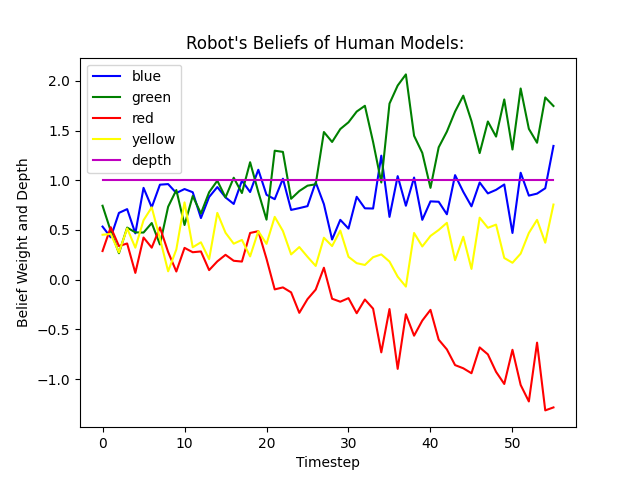 Robot's Beliefs of Human Models:
blue
green
red
yellow
depth
2.0
1.5
1.0
0.5
0.0
−0.5
−1.0
Belief Weight and Depth
0 10 20 30 40 50
Timestep